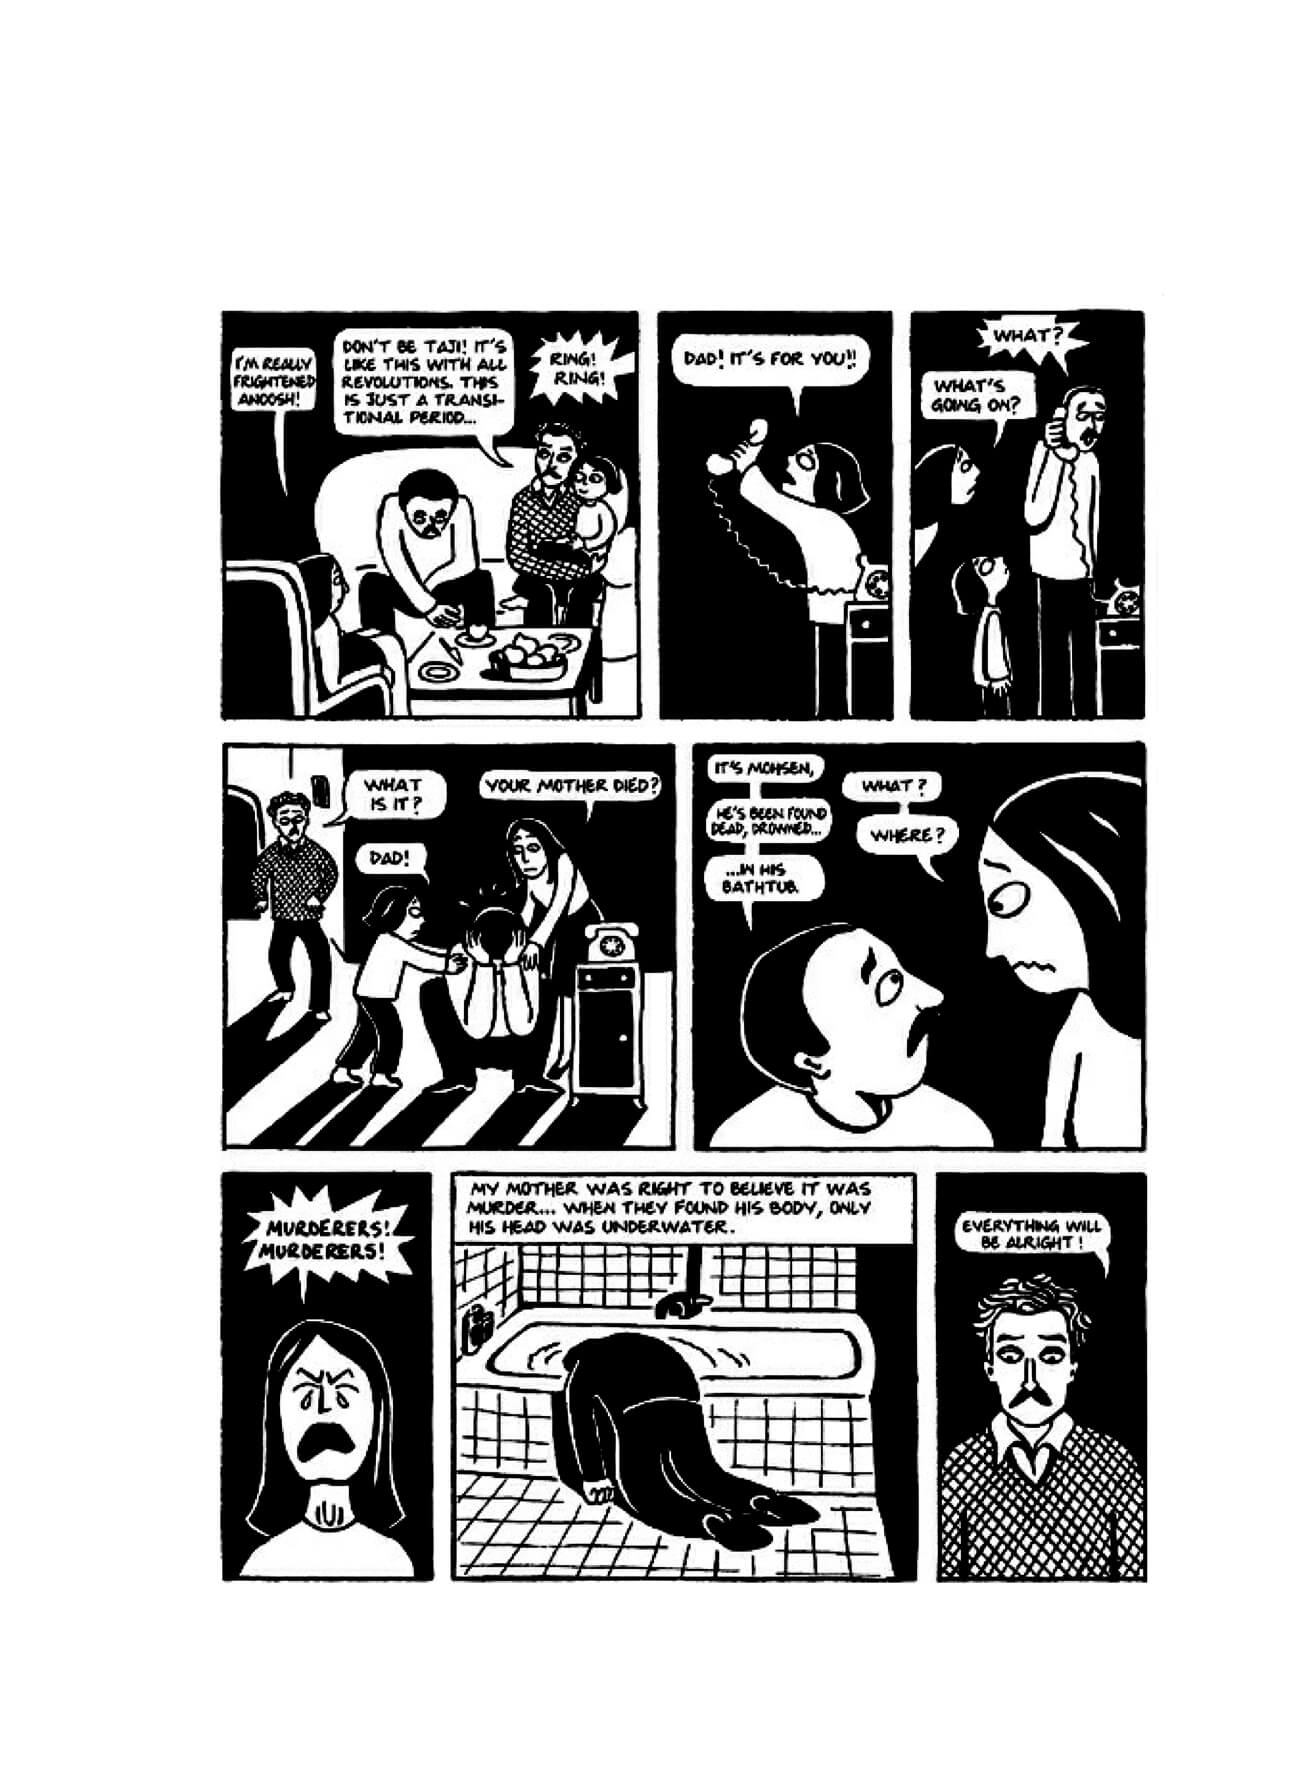 I'M REALLY
FRIGHTENED
ANOOSH!
DON'T BE TAJI! IT'S
LIKE THIS WITH ALL
REVOLUTIONS. THIS
IS JUST A TRANSI-
TIONAL PERIOD...
RING!
RING!
DAD! IT'S FOR YOU!!
WHAT?
WHAT'S
GOING ON?
WHAT
IS IT?
DAD!
YOUR MOTHER DIED?
IT'S MOHSEN,
HE'S BEEN FOUND
DEAD, DROWNED...
...IN HIS
BATHTUB.
WHAT?
WHERE?
MURDERERS!
MURDERERS!
MY MOTHER WAS RIGHT TO BELIEVE IT WAS
MURDER... WHEN THEY FOUND HIS BODY, ONLY
HIS HEAD WAS UNDERWATER.
EVERYTHING WILL
BE ALRIGHT!